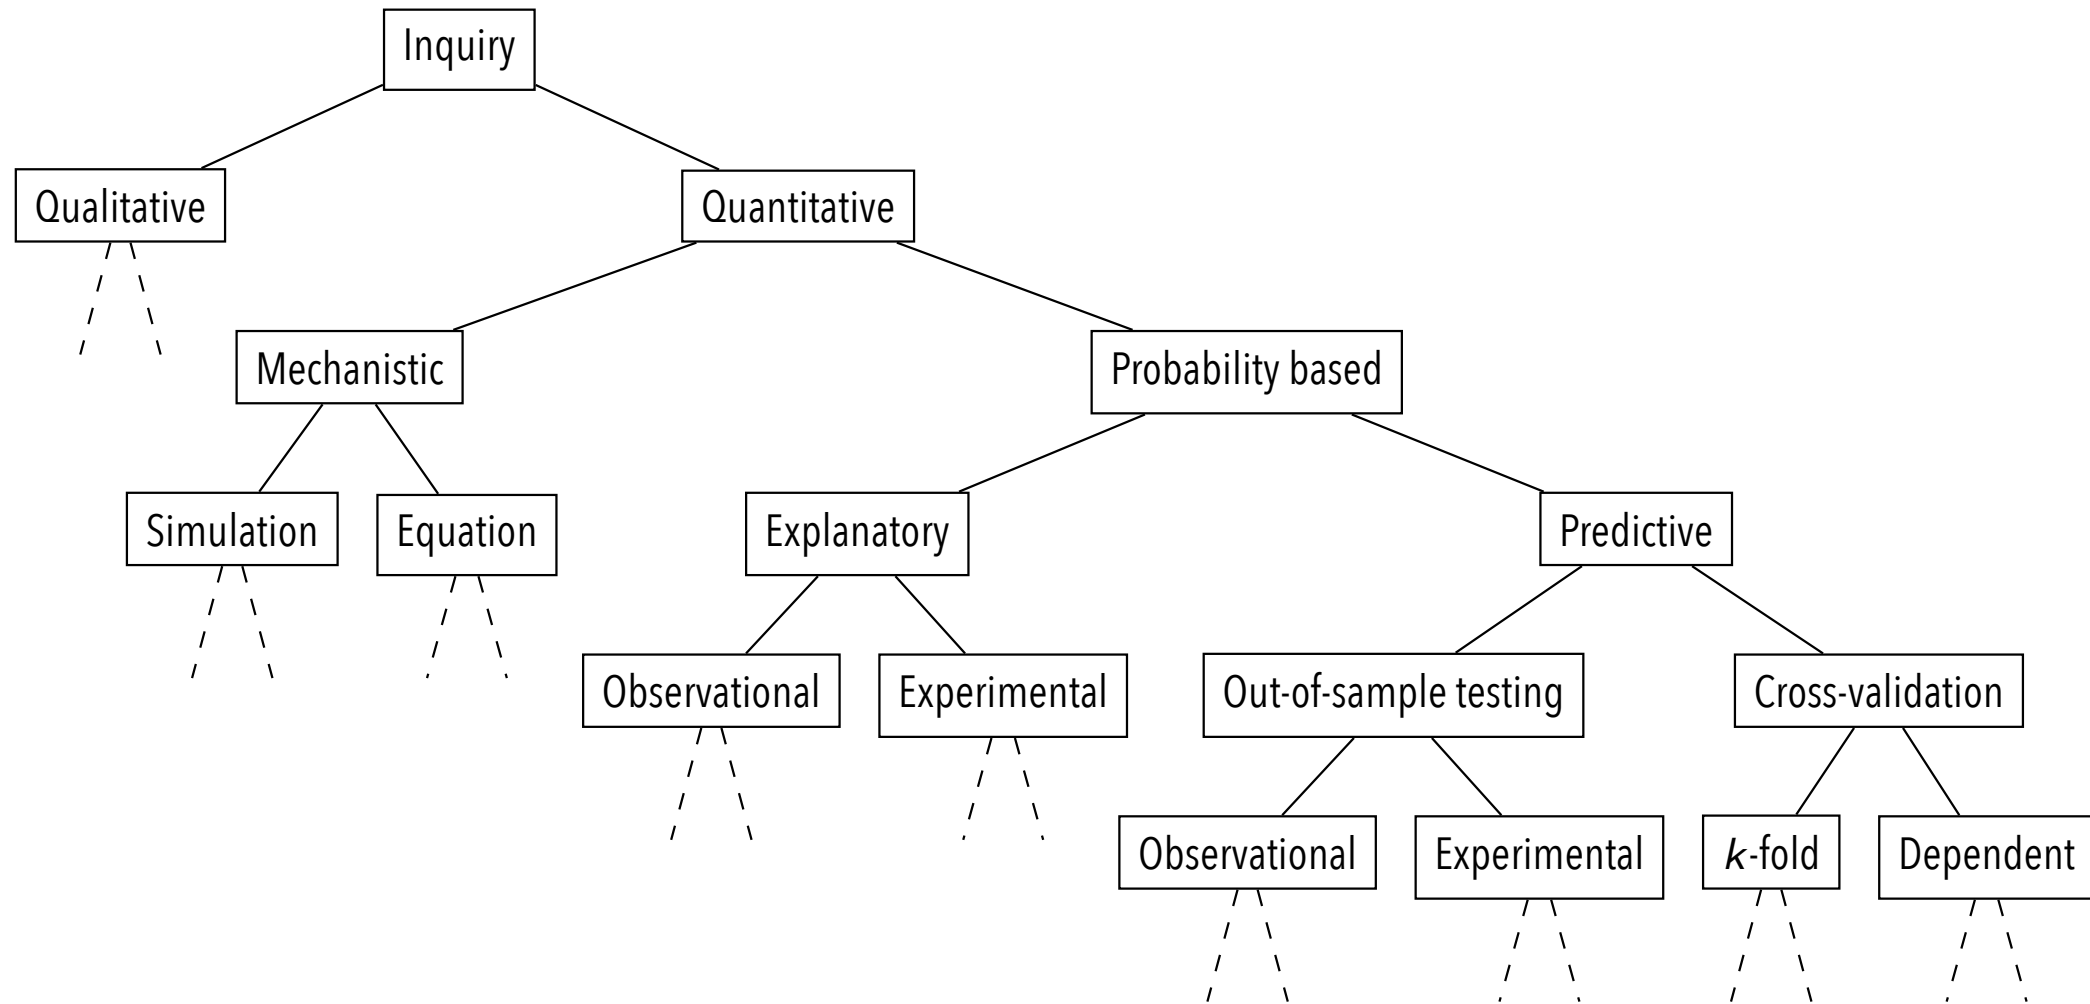 Inquiry
Qualitative
Quantitative
Mechanistic
Probability based
Simulation
Equation
Explanatory
Predictive
Observational
Experimental
Out-of-sample testing
Cross-validation
Observational
Experimental
k-fold
Dependent